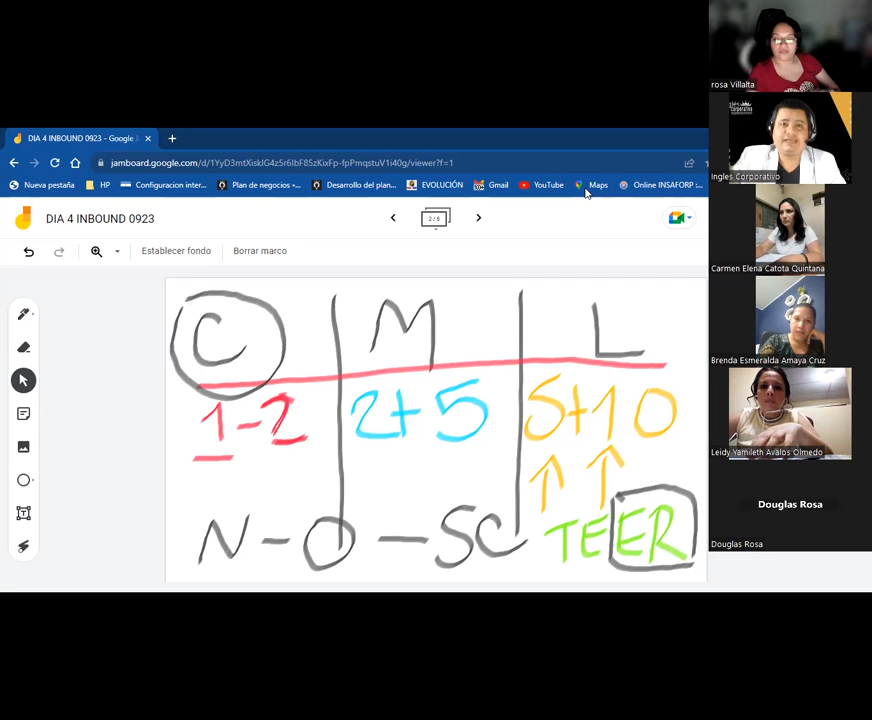 rosa Villalta
Ingles Corporativo
Carmen Elena Catota Quintana
Brenda Esmeralda Amaya Cruz
Leidy Yamileth Avalos Olmedo
Douglas Rosa
Douglas Rosa
DIA 4 INBOUND 0923 - Google
jamboard.google.com/d/1YyD3mtXiskIG4z5r6IbF8SzKixFp-fpPmqstuV1i40g/viewer?f=1
Nueva pestaña HP Configuracion inter... Plan de negocios -... Desarrollo del plan... EVOLUCIÓN Gmail YouTube Maps Online INSAFORP :...
DIA 4 INBOUND 0923
2 / 8
Establecer fondo Borrar marco
C M L
1-2 2+5 5+10
N-O-SC TEER